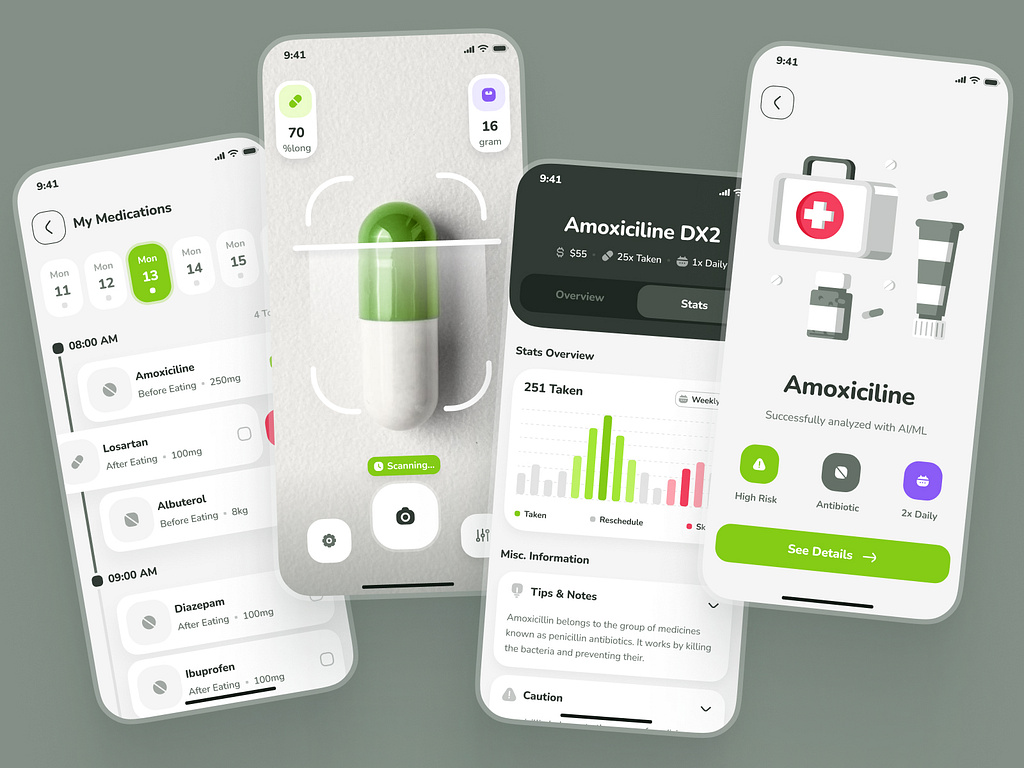 9:41
My Medications
Mon
11
Mon
12
Mon
13
Mon
14
Mon
15
08:00 AM
Amoxiciline
Before Eating • 250mg
Losartan
After Eating • 100mg
Albuterol
Before Eating • 8kg
09:00 AM
Diazepam
After Eating • 100mg
Ibuprofen
After Eating • 100mg
9:41
70
%long
16
gram
Scanning...
9:41
Amoxiciline DX2
$55 • 25x Taken • 1x Daily
Overview
Stats
Stats Overview
251 Taken
Weekly
Taken
Reschedule
Misc. Information
Tips & Notes
Amoxicillin belongs to the group of medicines
known as penicillin antibiotics. It works by killing
the bacteria and preventing their.
Caution
9:41
Amoxiciline
Successfully analyzed with AI/ML
High Risk
Antibiotic
2x Daily
See Details